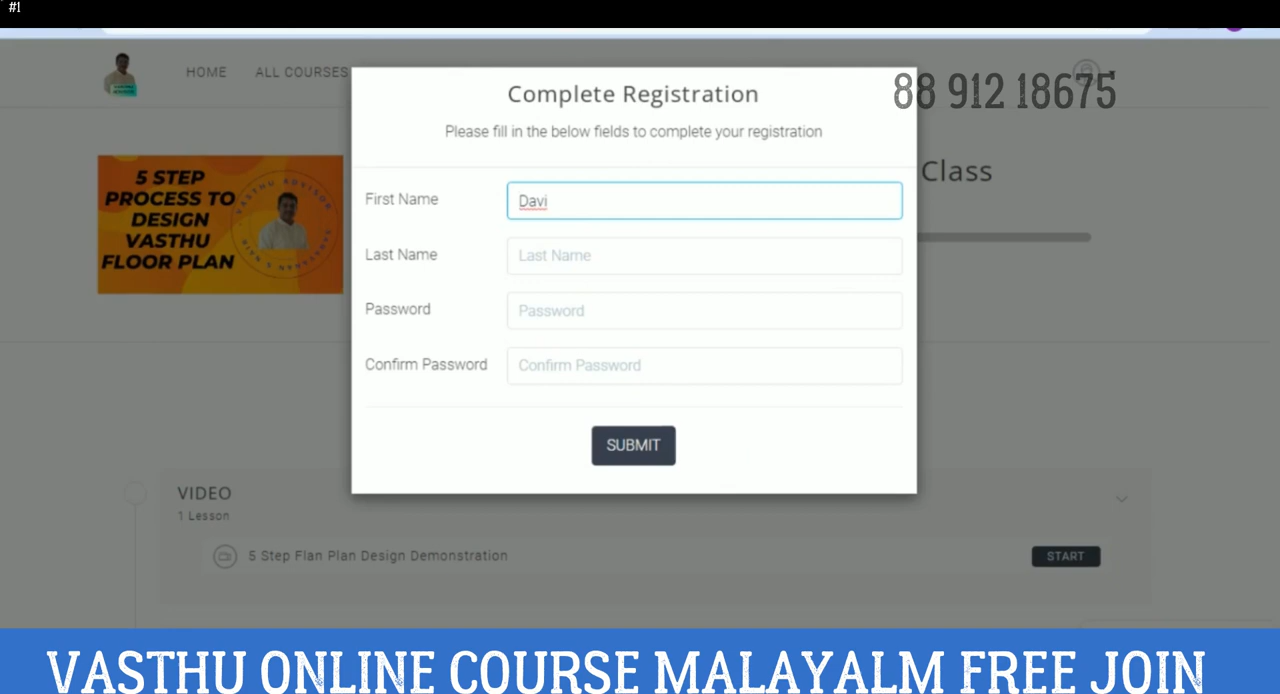 #1
HOME ALL COURSES
88 912 18675
Complete Registration
Please fill in the below fields to complete your registration
Class
5 STEP
PROCESS TO
DESIGN
VASTHU
FLOOR PLAN
VASTHU ADVISOR
First Name Davi
Last Name Last Name
Password Password
Confirm Password Confirm Password
SUBMIT
VIDEO
1 Lesson
5 Step Flan Plan Design Demonstration START
VASTHU ONLINE COURSE MALAYALM FREE JOIN